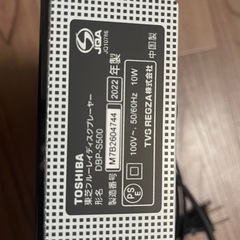 TOSHIBA
東芝ブルーレイディスクプレーヤー
形名 DBP-S500
製造番号 M7B2604744 2022年製
JQA
JQ10716
PSE
100V~, 50/60Hz 10W
TVS REGZA株式会社
中国製